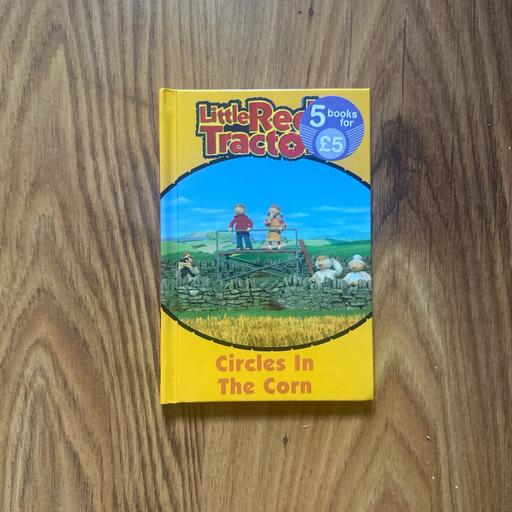 Little Red
Tracto
5 books
for
£5
Circles In
The Corn